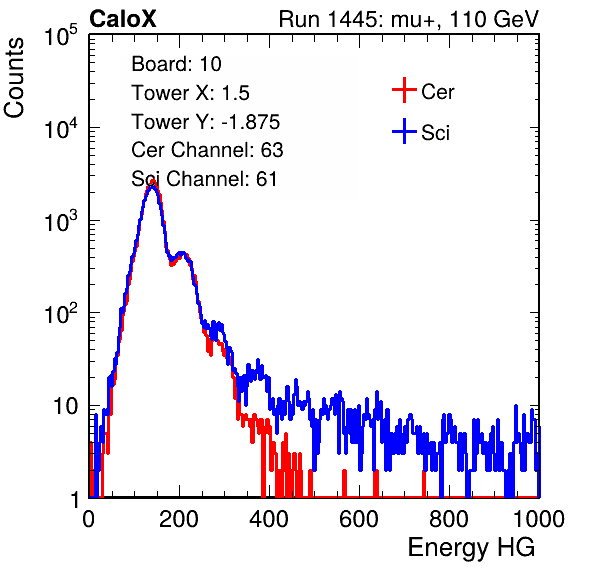 CaloX Run 1445: mu+, 110 GeV
Counts
10^5
10^4
10^3
10^2
10
1
Board: 10
Tower X: 1.5
Tower Y: -1.875
Cer Channel: 63
Sci Channel: 61
Cer
Sci
0 200 400 600 800 1000
Energy HG